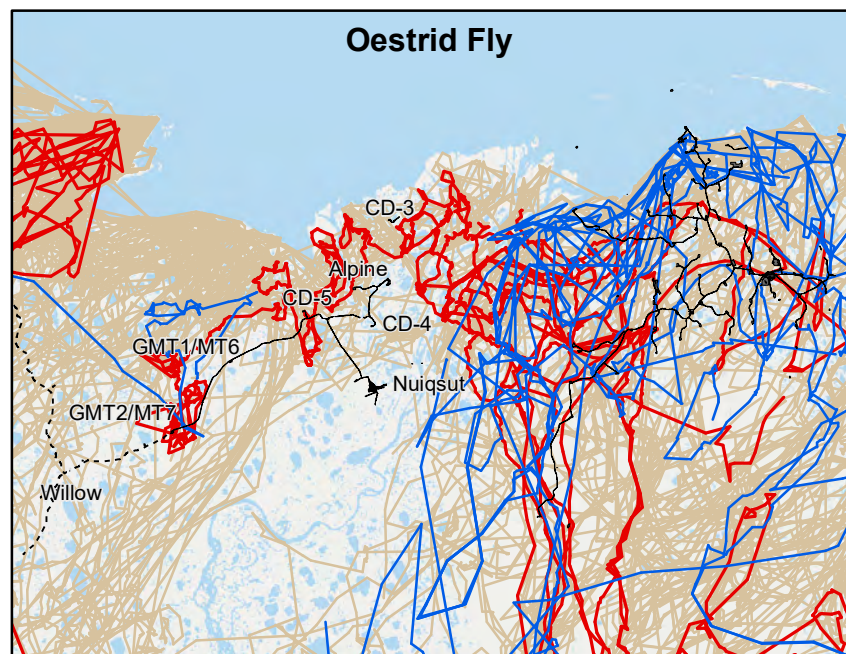 Oestrid Fly
CD-3
Alpine
CD-5
CD-4
GMT1/MT6
Nuiqsut
GMT2/MT7
Willow